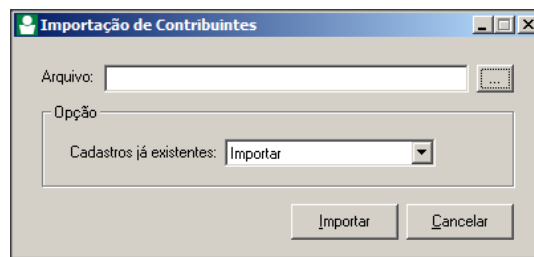 Importação de Contribuintes
Arquivo: ...
Opção
Cadastros já existentes: Importar
Importar Cancelar